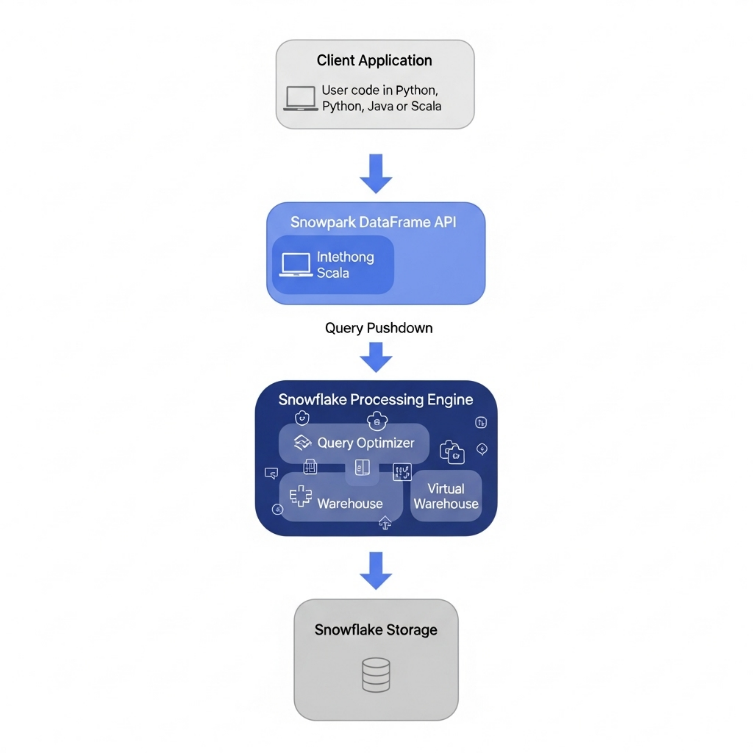 Client Application
User code in Python,
Python, Java or Scala
Snowpark DataFrame API
Intethong
Scala
Query Pushdown
Snowflake Processing Engine
Query Optimizer
Warehouse
Virtual
Warehouse
Snowflake Storage